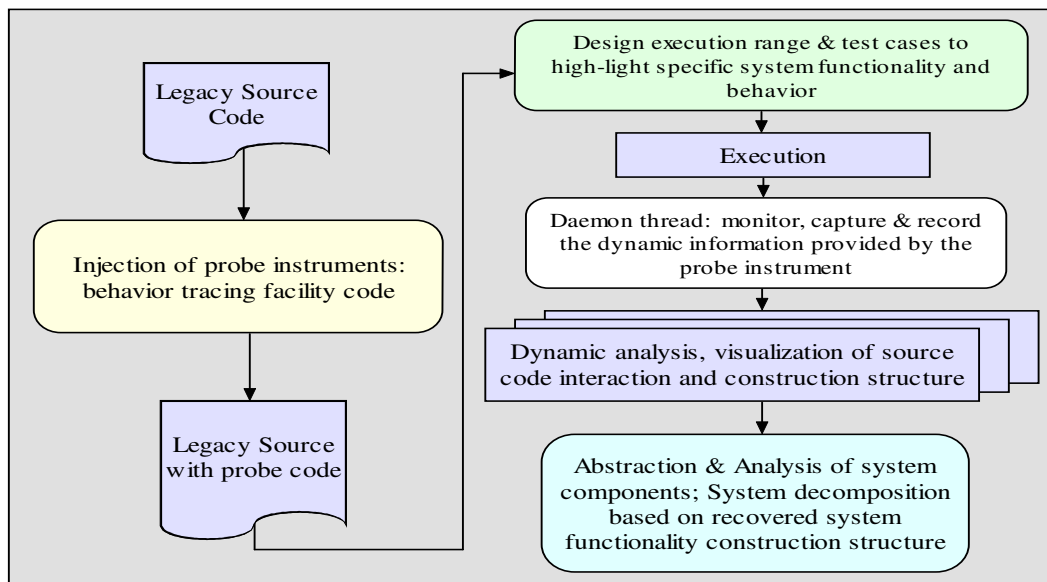 Legacy Source
Code
Injection of probe instruments:
behavior tracing facility code
Legacy Source
with probe code
Design execution range & test cases to
high-light specific system functionality and
behavior
Execution
Daemon thread: monitor, capture & record
the dynamic information provided by the
probe instrument
Dynamic analysis, visualization of source
code interaction and construction structure
Abstraction & Analysis of system
components; System decomposition
based on recovered system
functionality construction structure